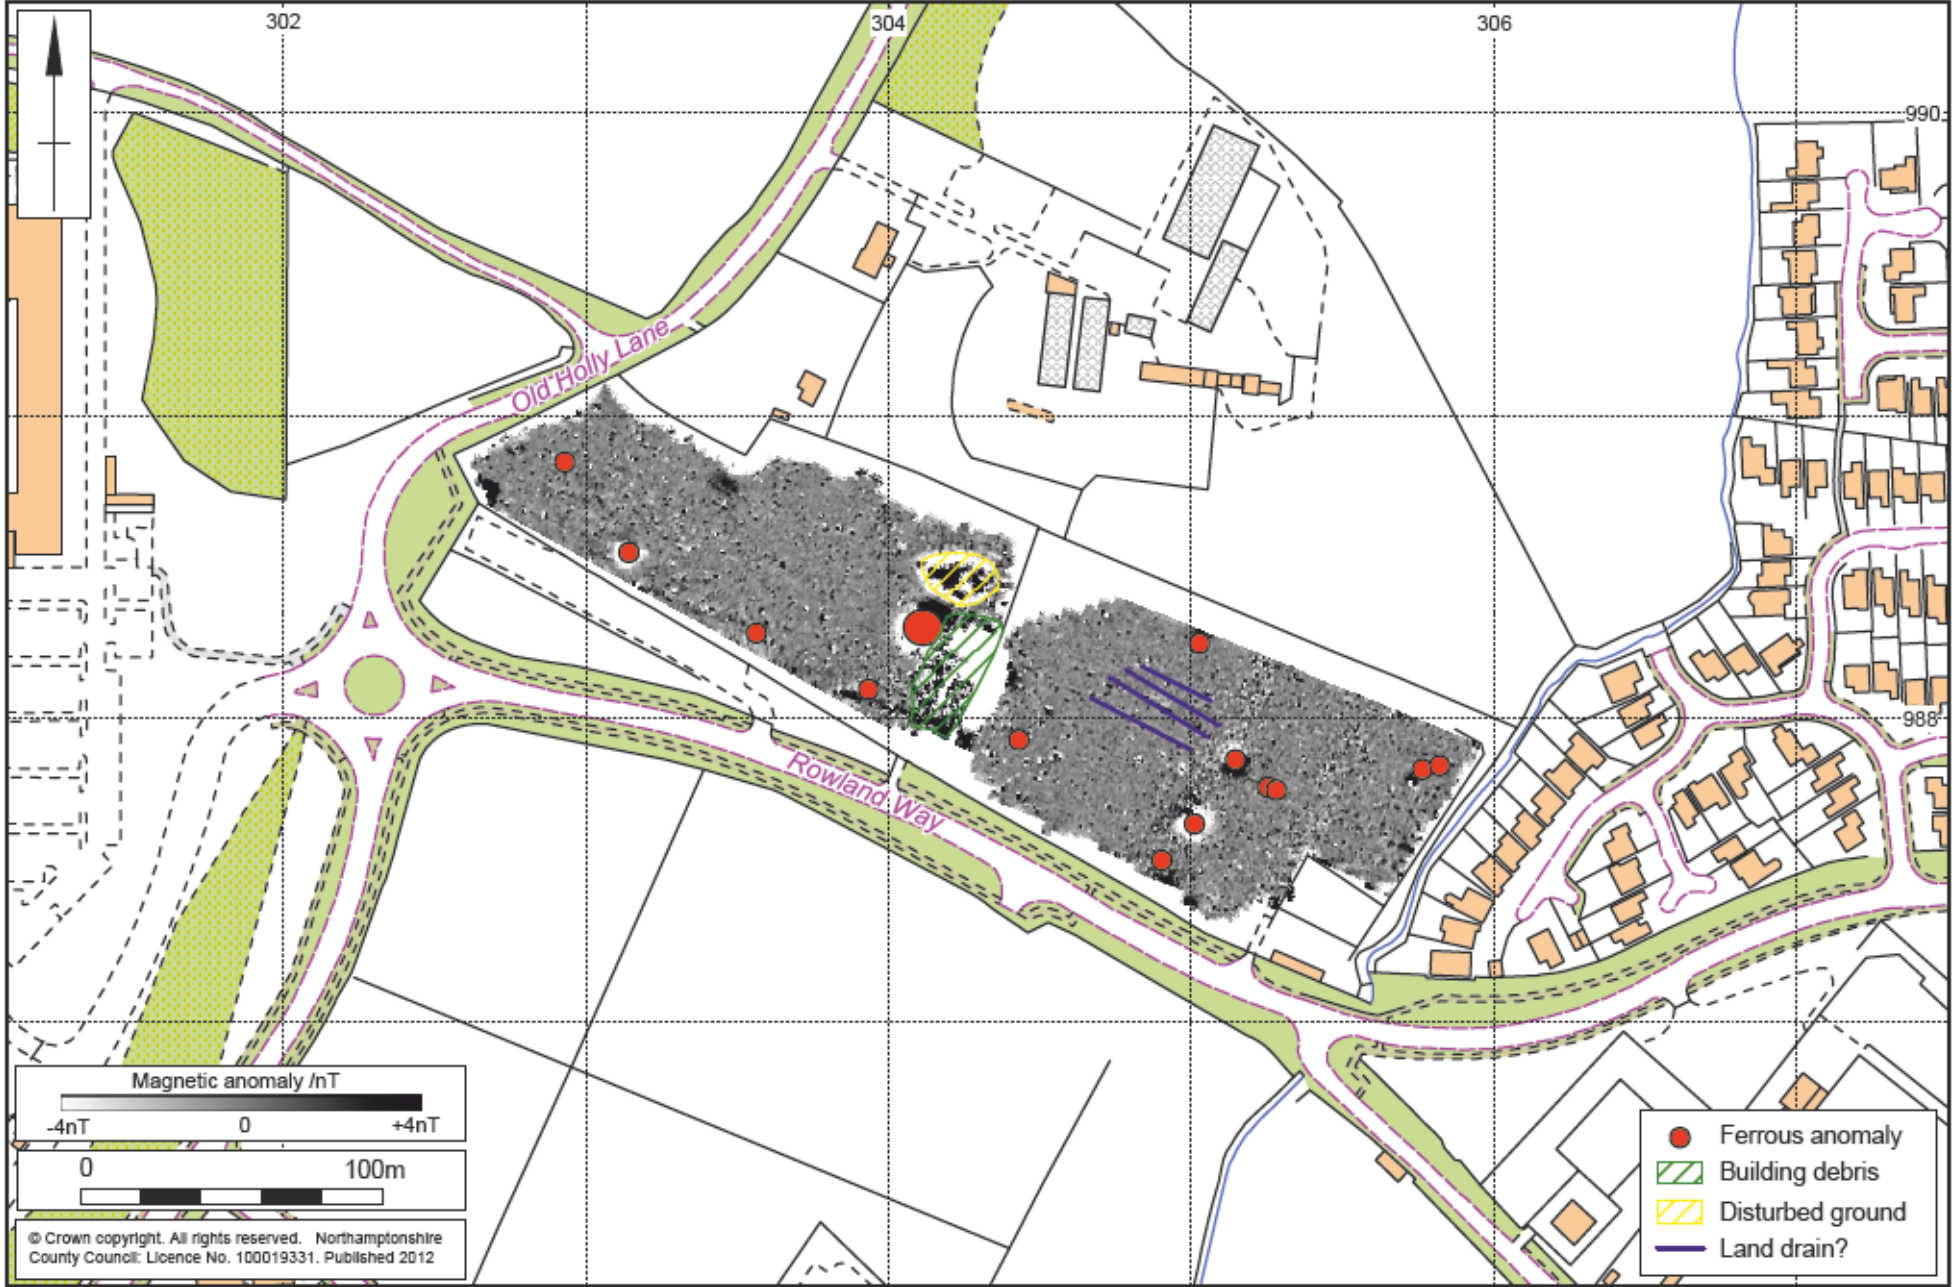 302
304
306
990
Old Holly Lane
988
Rowland Way
Magnetic anomaly /nT
-4nT 0 +4nT
0 100m
© Crown copyright. All rights reserved. Northamptonshire
County Council: Licence No. 100019331. Published 2012
Ferrous anomaly
Building debris
Disturbed ground
Land drain?